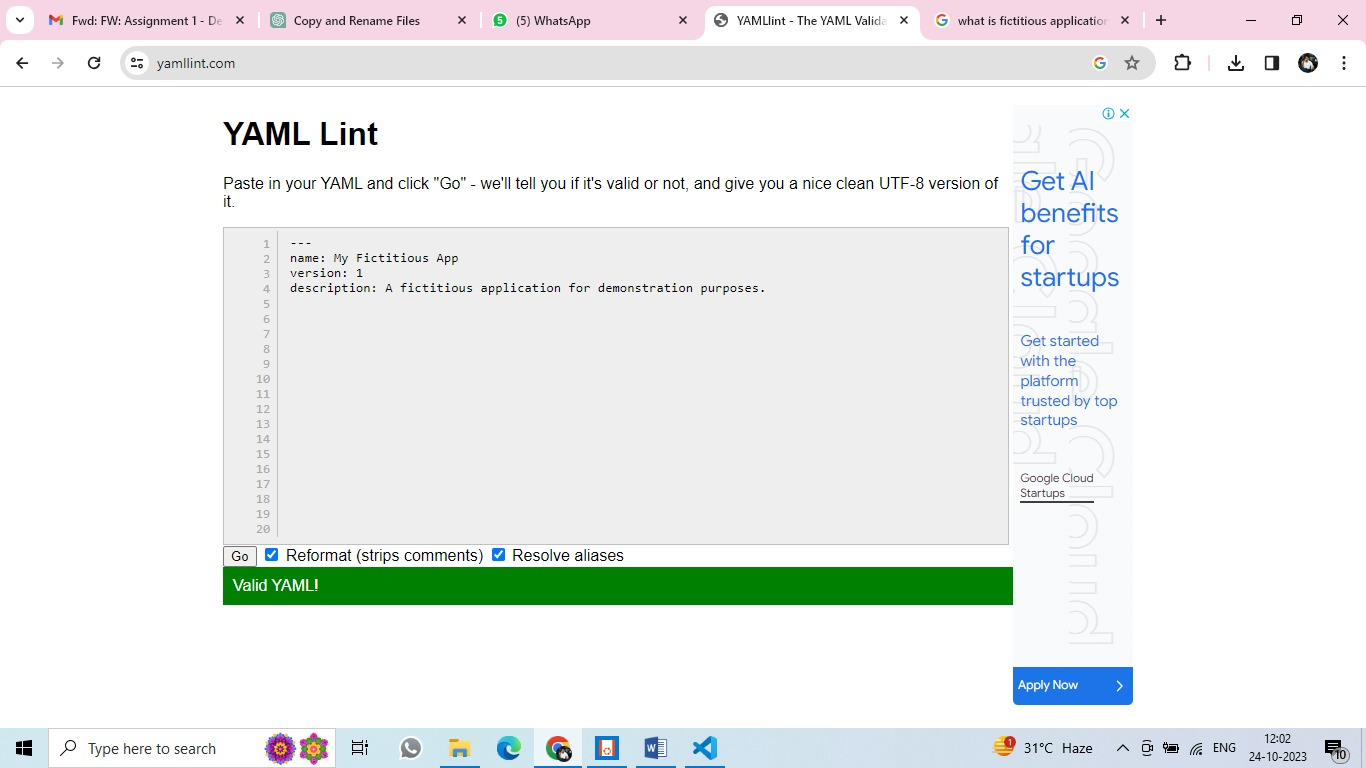 Fwd: FW: Assignment 1 - De
Copy and Rename Files
(5) WhatsApp
YAMLlint - The YAML Valida
what is fictitious application
yamllint.com
YAML Lint
Paste in your YAML and click "Go" - we'll tell you if it's valid or not, and give you a nice clean UTF-8 version of
it.
1 ---
2 name: My Fictitious App
3 version: 1
4 description: A fictitious application for demonstration purposes.
5
6
7
8
9
10
11
12
13
14
15
16
17
18
19
20
Go Reformat (strips comments) Resolve aliases
Valid YAML!
Get AI
benefits
for
startups
Get started
with the
platform
trusted by top
startups
Google Cloud
Startups
Apply Now
Type here to search
1
31°C Haze
ENG
12:02
24-10-2023
10